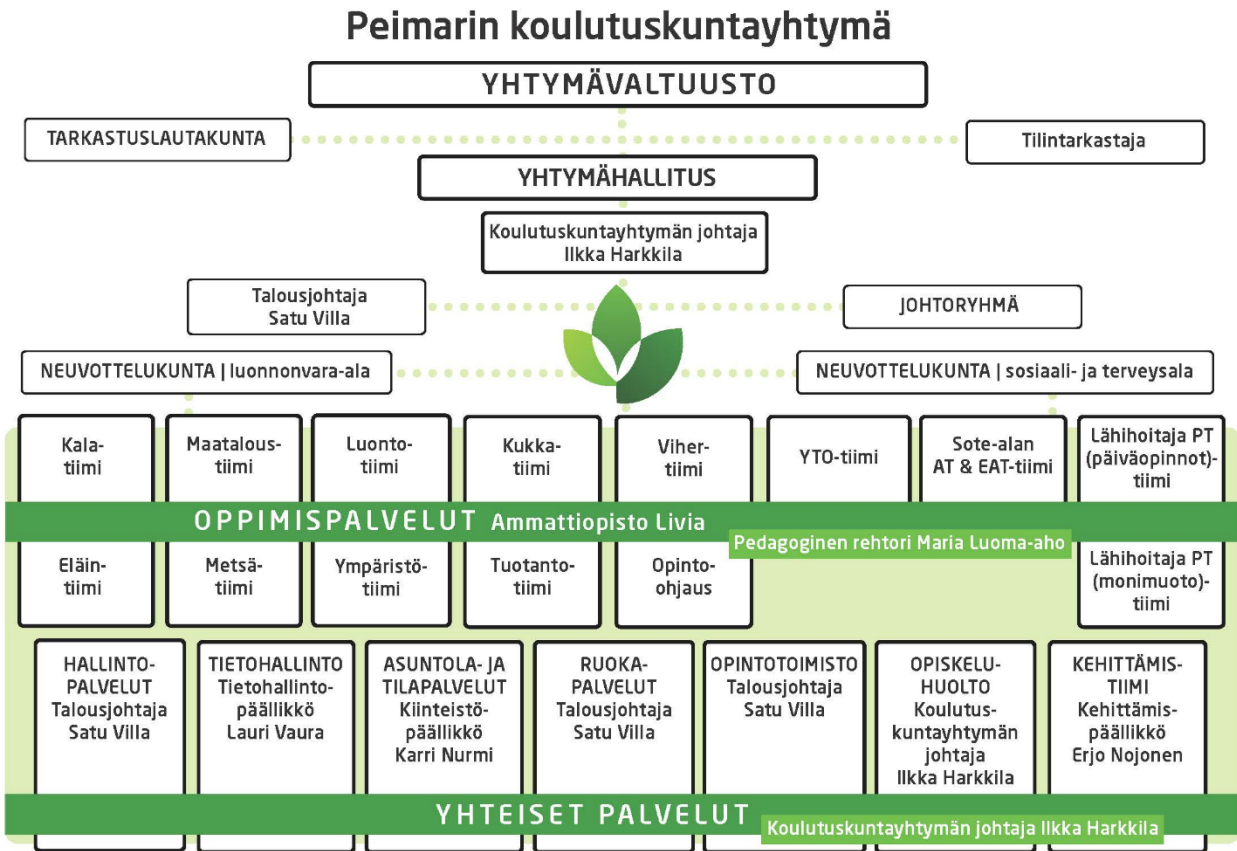 Peimarin koulutuskuntayhtymä
YHTYMÄVALTUUSTO
TARKASTUSLAUTAKUNTA
Tilintarkastaja
YHTYMÄHALLITUS
Koulutuskuntayhtymän johtaja
Ilkka Harkkila
Talousjohtaja
Satu Villa
JOHTORYHMÄ
NEUVOTTELUKUNTA | luonnonvara-ala
NEUVOTTELUKUNTA | sosiaali- ja terveysala
Kala-
tiimi
Maatalous-
tiimi
Luonto-
tiimi
Kukka-
tiimi
Viher-
tiimi
YTO-tiimi
Sote-alan
AT & EAT-tiimi
Lähihoitaja PT
(päiväopinnot)-
tiimi
OPPIMISPALVELUT Ammattiopisto Livia
Pedagoginen rehtori Maria Luoma-aho
Eläin-
tiimi
Metsä-
tiimi
Ympäristö-
tiimi
Tuotanto-
tiimi
Opinto-
ohjaus
Lähihoitaja PT
(monimuoto)-
tiimi
HALLINTO-
PALVELUT
Talousjohtaja
Satu Villa
TIETOHALLINTO
Tietohallinto-
päällikkö
Lauri Vaura
ASUNTOLA- JA
TILAPALVELUT
Kiinteistö-
päällikkö
Karri Nurmi
RUOKA-
PALVELUT
Talousjohtaja
Satu Villa
OPINTOTOIMISTO
Talousjohtaja
Satu Villa
OPISKELU-
HUOLTO
Koulutus-
kuntayhtymän
johtaja
Ilkka Harkkila
KEHITTÄMIS-
TIIMI
Kehittämis-
päällikkö
Erjo Nojonen
YHTEISET PALVELUT
Koulutuskuntayhtymän johtaja Ilkka Harkkila